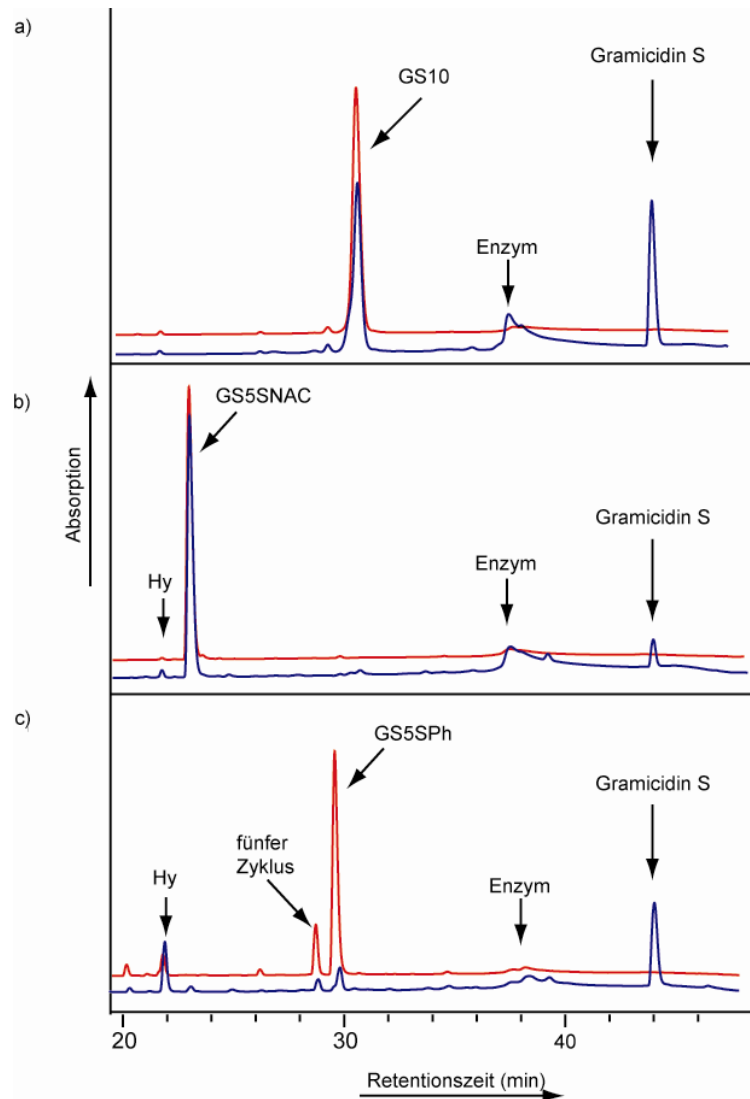 a)
GS10
Enzym
Gramicidin S
b)
GS5SNAC
Hy
Enzym
Gramicidin S
Absorption
c)
GS5SPh
fünfer
Zyklus
Hy
Enzym
Gramicidin S
20
30
40
Retentionszeit (min)